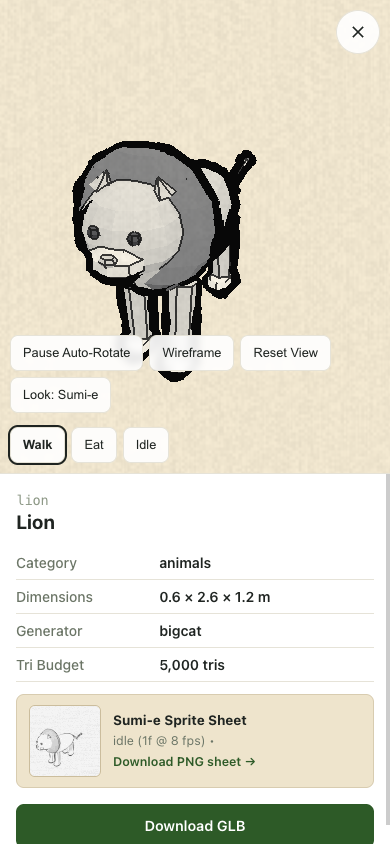 Pause Auto-Rotate Wireframe Reset View
Look: Sumi-e
Walk Eat Idle
lion
Lion
Category animals
Dimensions 0.6 × 2.6 × 1.2 m
Generator bigcat
Tri Budget 5,000 tris
Sumi-e Sprite Sheet
idle (1f @ 8 fps) •
Download PNG sheet →
Download GLB